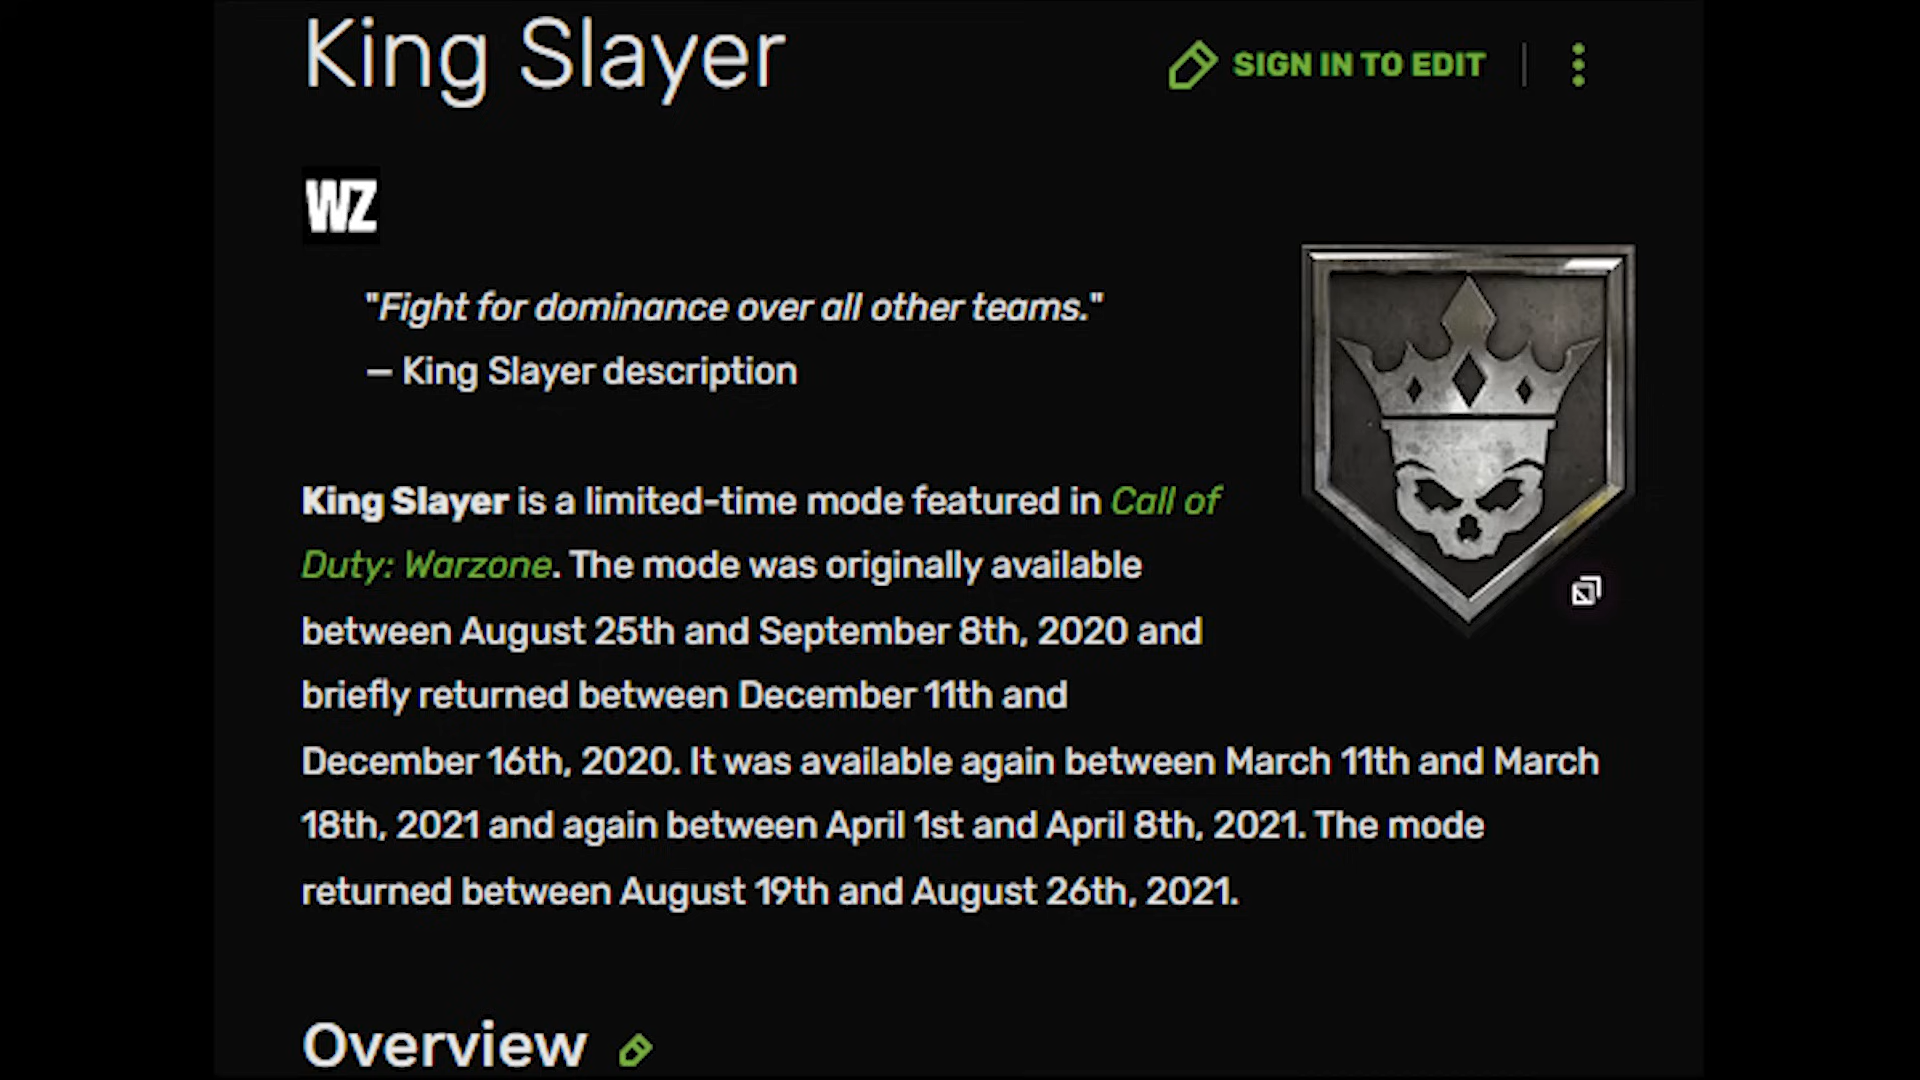 King Slayer
SIGN IN TO EDIT
WZ
"Fight for dominance over all other teams."
– King Slayer description
King Slayer is a limited-time mode featured in Call of
Duty: Warzone. The mode was originally available
between August 25th and September 8th, 2020 and
briefly returned between December 11th and
December 16th, 2020. It was available again between March 11th and March
18th, 2021 and again between April 1st and April 8th, 2021. The mode
returned between August 19th and August 26th, 2021.
Overview